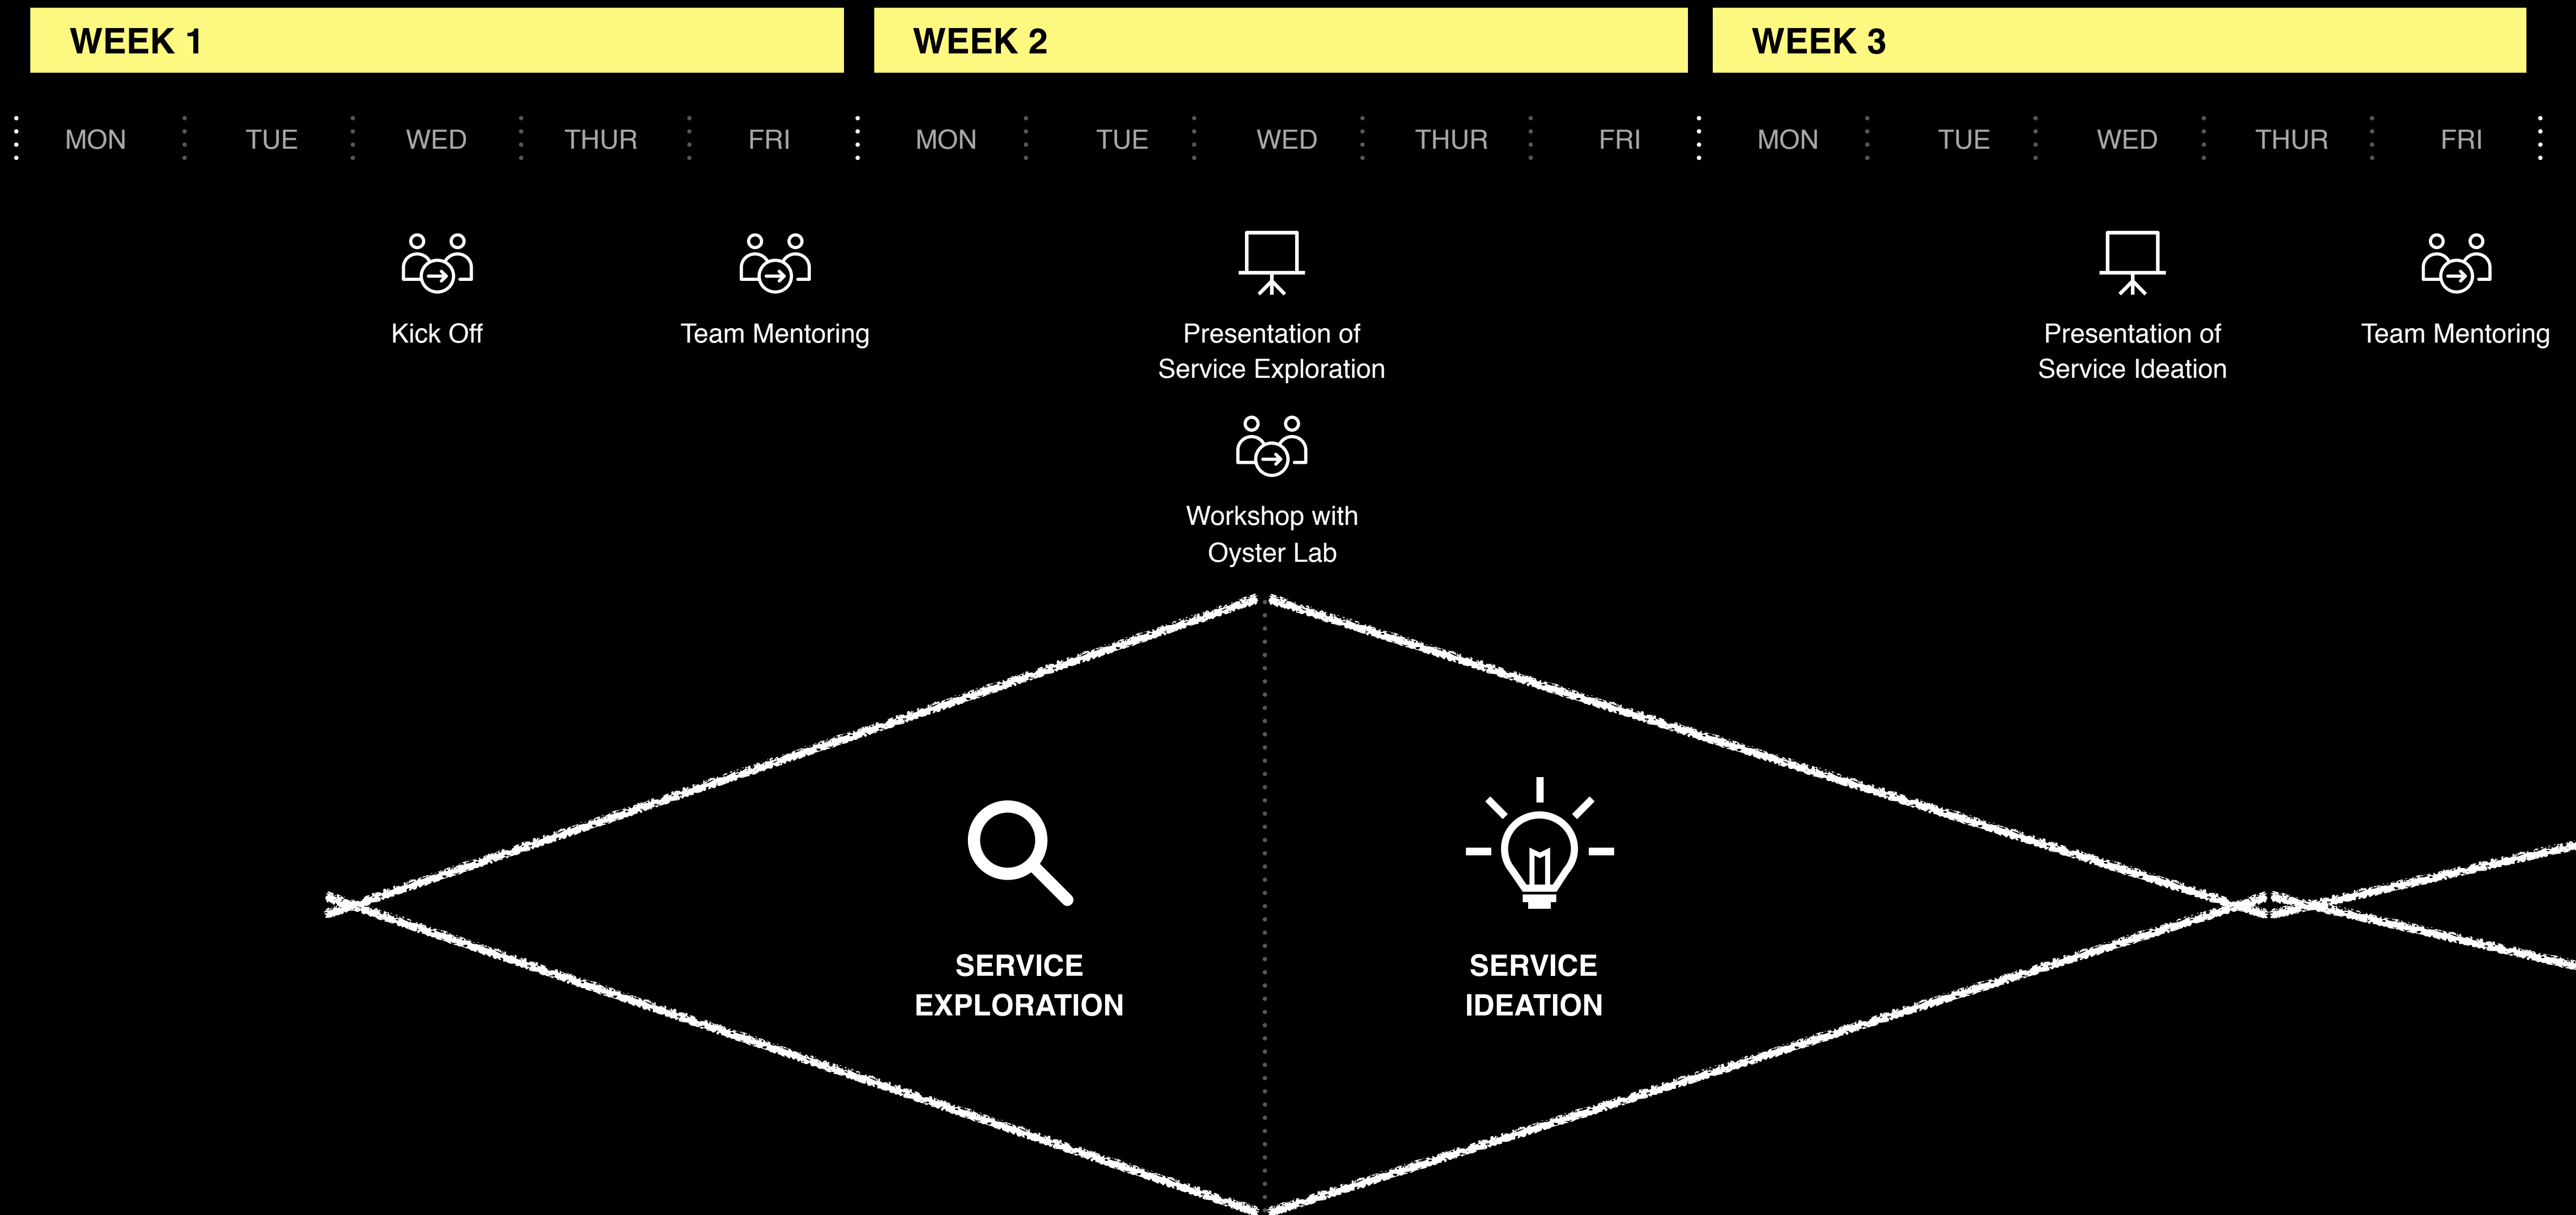 WEEK 1
WEEK 2
WEEK 3
MON
TUE
WED
THUR
FRI
MON
TUE
WED
THUR
FRI
MON
TUE
WED
THUR
FRI
Kick Off
Team Mentoring
Presentation of
Service Exploration
Workshop with
Oyster Lab
Presentation of
Service Ideation
Team Mentoring
SERVICE
EXPLORATION
SERVICE
IDEATION